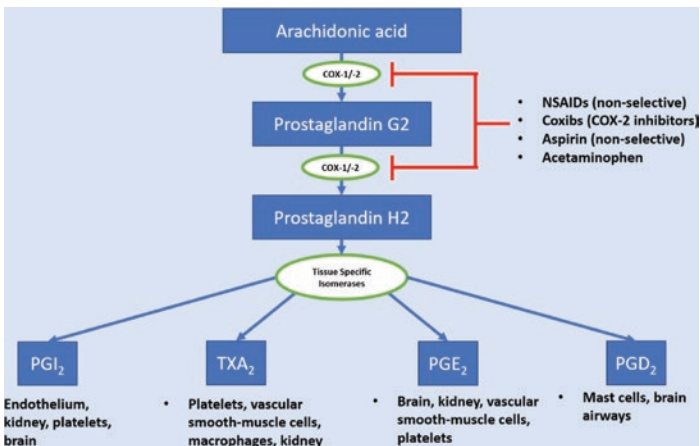 Arachidonic acid
COX-1/-2
Prostaglandin G2
COX-1/-2
Prostaglandin H2
• NSAIDs (non-selective)
• Coxibs (COX-2 inhibitors)
• Aspirin (non-selective)
• Acetaminophen
Tissue Specific
Isomerases
PGI₂
Endothelium,
kidney, platelets,
brain
TXA₂
• Platelets, vascular
smooth-muscle cells,
macrophages, kidney
PGE₂
• Brain, kidney, vascular
smooth-muscle cells,
platelets
PGD₂
• Mast cells, brain
airways